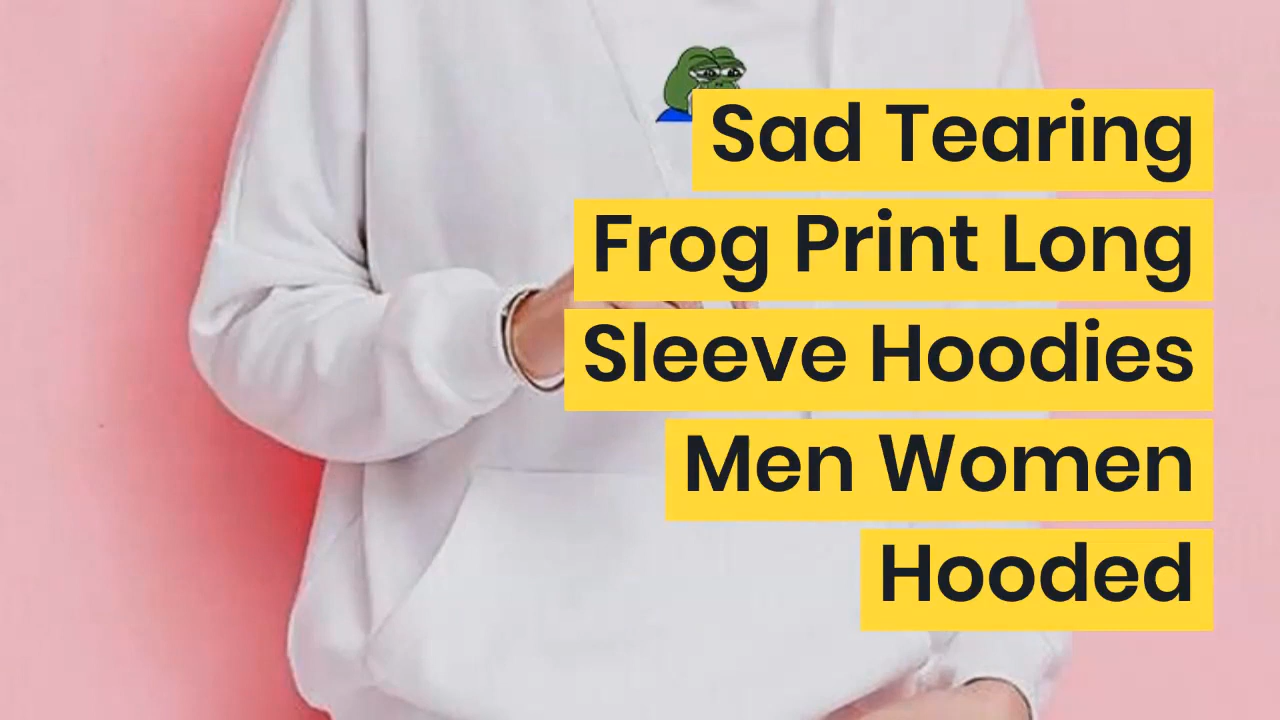 Sad Tearing
Frog Print Long
Sleeve Hoodies
Men Women
Hooded